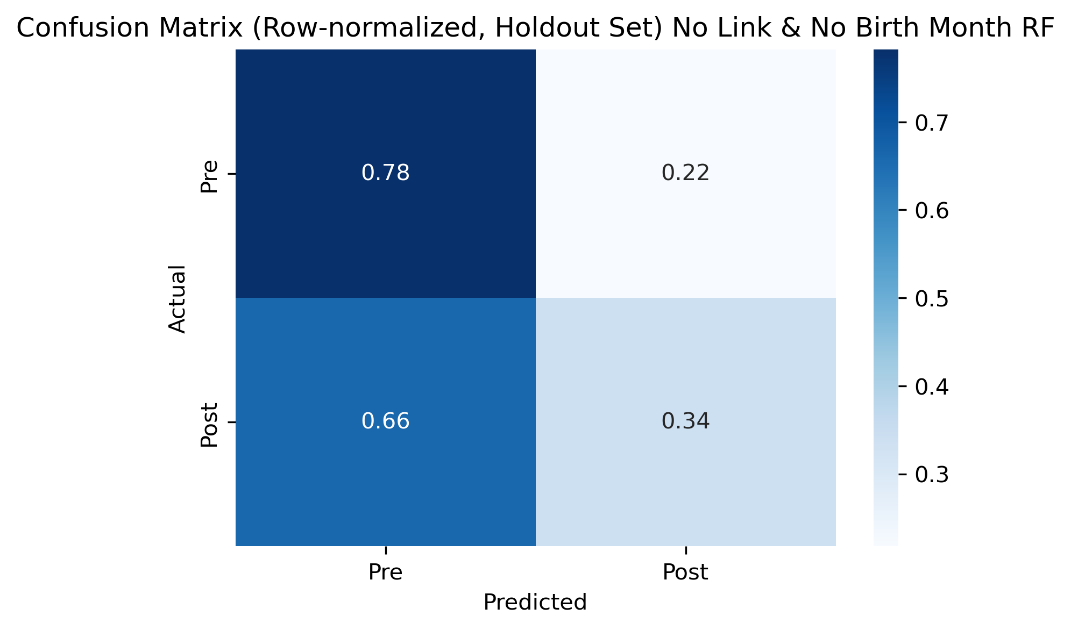 Confusion Matrix (Row-normalized, Holdout Set) No Link & No Birth Month RF
Actual
Pre
0.78
0.22
Post
0.66
0.34
Pre
Post
Predicted
0.7
0.6
0.5
0.4
0.3